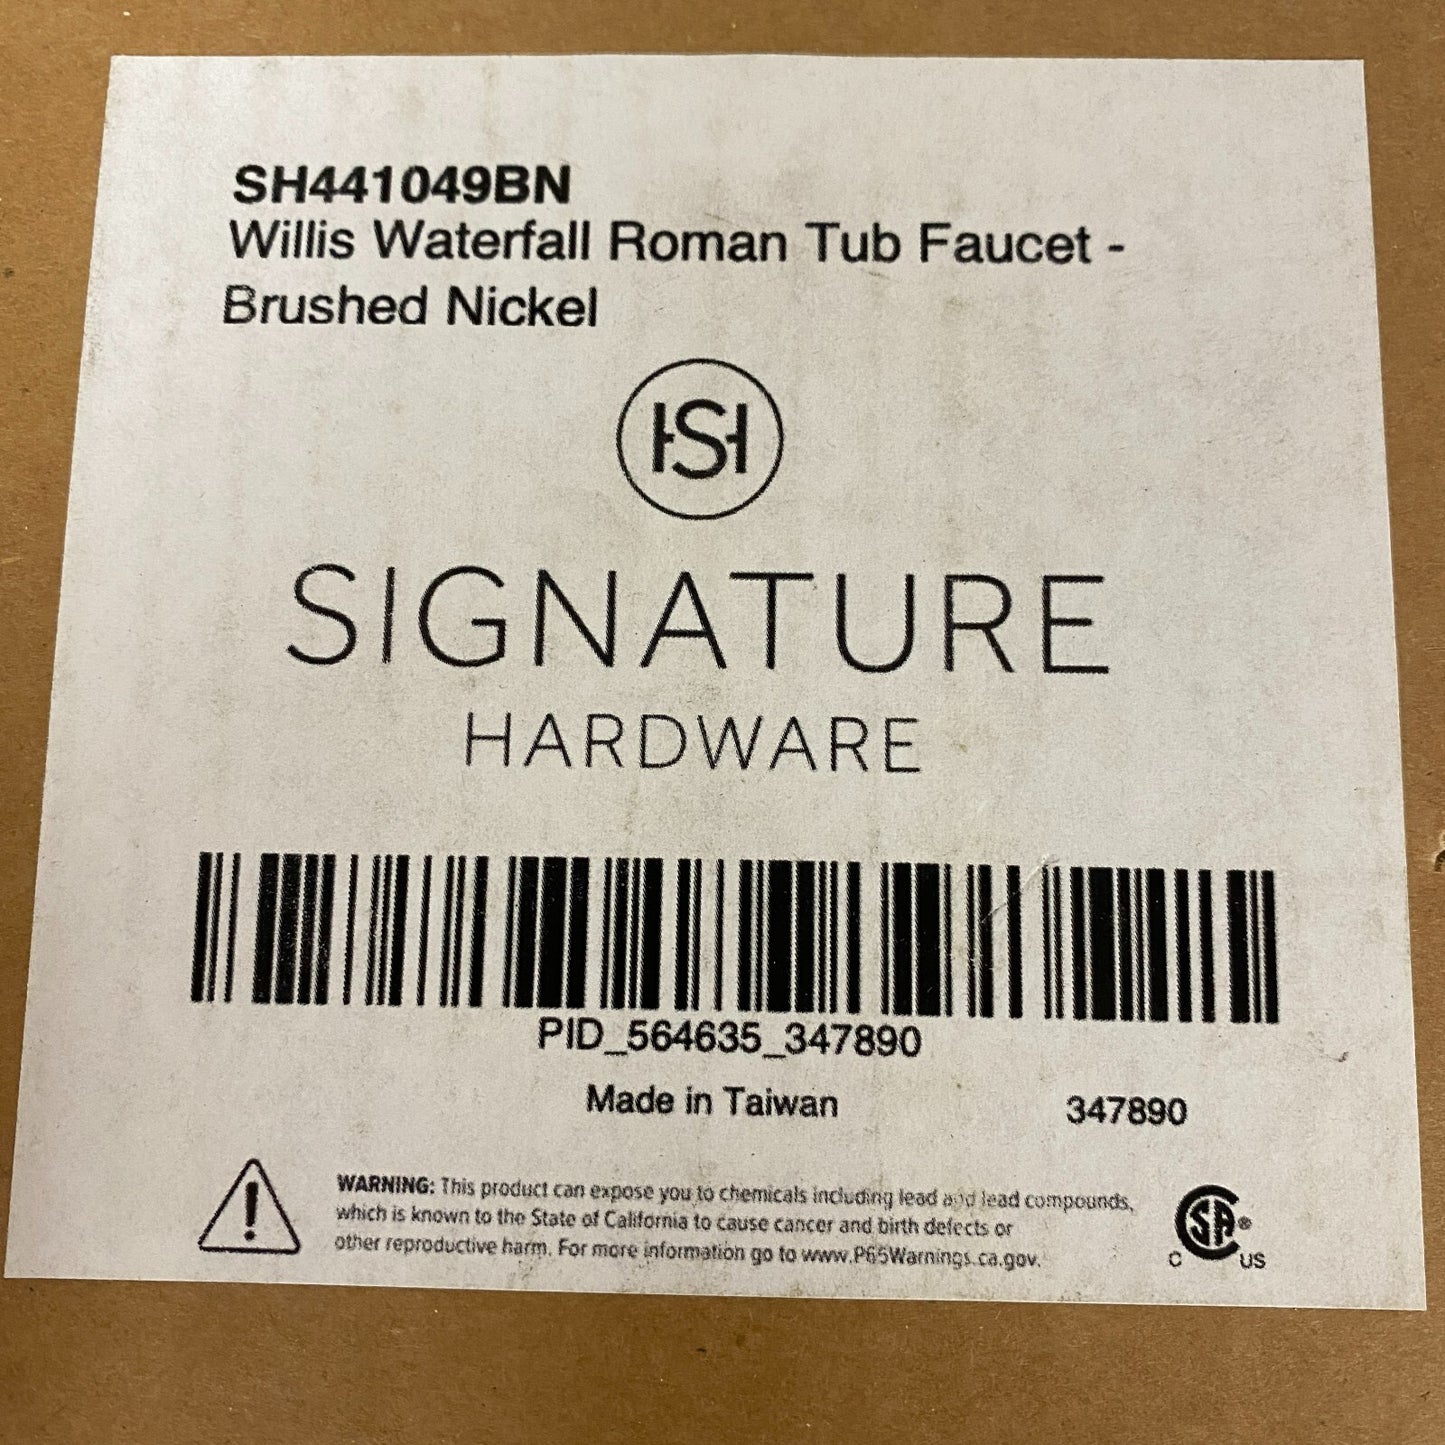 SH441049BN
Willis Waterfall Roman Tub Faucet -
Brushed Nickel
HSH
SIGNATURE
HARDWARE
PID_564635_347890
Made in Taiwan
347890
WARNING: This product can expose you to chemicals including lead and lead compounds,
which is known to the State of California to cause cancer and birth defects or
other reproductive harm. For more information go to www.P65Warnings.ca.gov.
SA®
C US